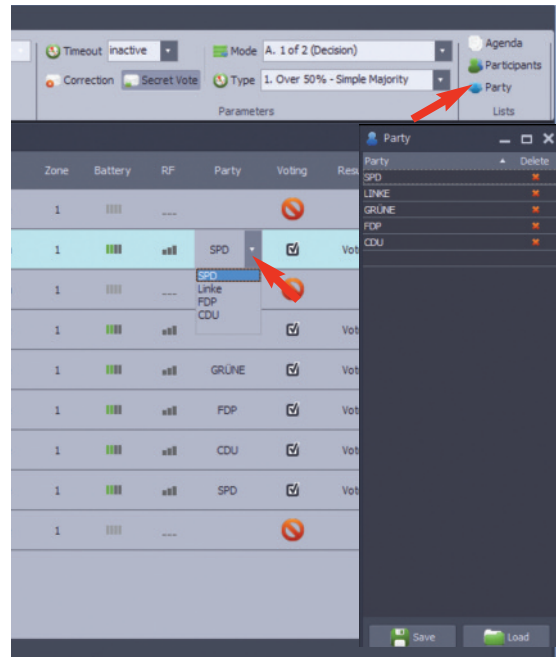 Timeout inactive Mode A. 1 of 2 (Decision) Agenda
Participants
Correction Secret Vote Type 1. Over 50% - Simple Majority Party
Parameters Lists
Party
Zone Battery RF Party Voting Resu
Party Delete
SPD
LINKE
GRÜNE
FDP
CDU
1 ---
1 SPD Vot
SPD
Linke
FDP
CDU
1 ---
1 Vot
1 GRÜNE Vot
1 FDP Vot
1 CDU Vot
1 SPD Vot
1 ---
Save Load